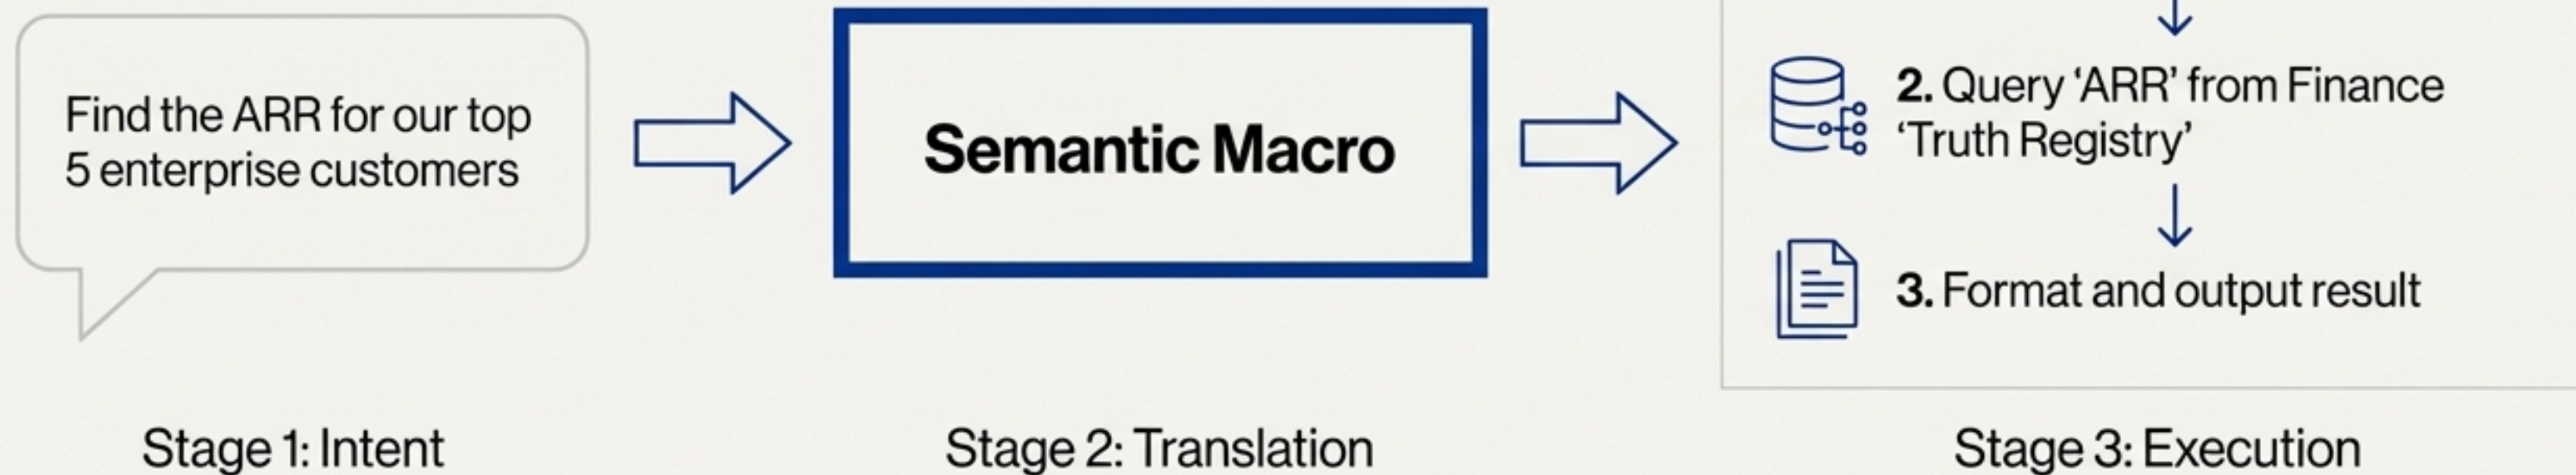 Find the ARR for our top
5 enterprise customers
Semantic Macro
2. Query ‘ARR’ from Finance
‘Truth Registry’
3. Format and output result
Stage 1: Intent
Stage 2: Translation
Stage 3: Execution